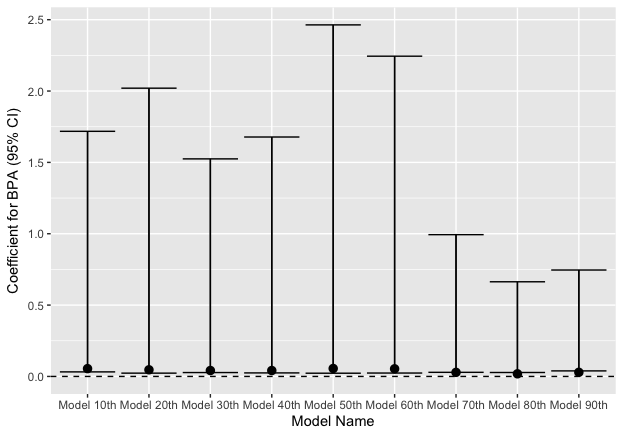 Coefficient for BPA (95% CI)
2.5
2.0
1.5
1.0
0.5
0.0
Model 10th Model 20th Model 30th Model 40th Model 50th Model 60th Model 70th Model 80th Model 90th
Model Name